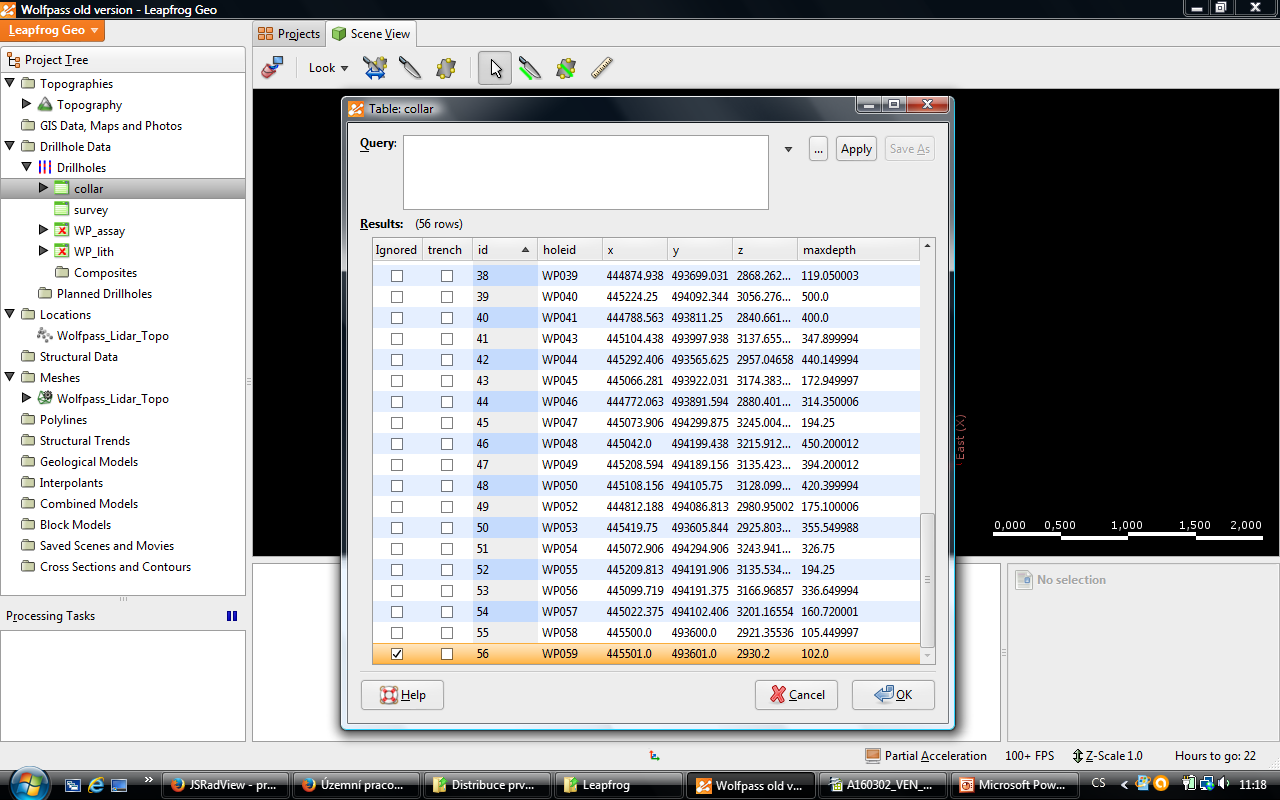 Wolfpass old version - Leapfrog Geo
Leapfrog Geo
Projects
Scene View
Project Tree
Look
Topographies
Topography
GIS Data, Maps and Photos
Drillhole Data
Drillholes
collar
survey
WP_assay
WP_lith
Composites
Planned Drillholes
Locations
Wolfpass_Lidar_Topo
Structural Data
Meshes
Wolfpass_Lidar_Topo
Polylines
Structural Trends
Geological Models
Interpolants
Combined Models
Block Models
Saved Scenes and Movies
Cross Sections and Contours
Processing Tasks
Table: collar
Query:
...
Apply
Save As
Results: (56 rows)
Ignored trench id holeid x y z maxdepth
38 WP039 444874.938 493699.031 2868.262... 119.050003
39 WP040 445224.25 494092.344 3056.276... 500.0
40 WP041 444788.563 493811.25 2840.661... 400.0
41 WP043 445104.438 493997.938 3137.655... 347.899994
42 WP044 445292.406 493565.625 2957.04658 440.149994
43 WP045 445066.281 493922.031 3174.383... 172.949997
44 WP046 444772.063 493891.594 2880.401... 314.350006
45 WP047 445073.906 494299.875 3245.004... 194.25
46 WP048 445042.0 494199.438 3215.912... 450.200012
47 WP049 445208.594 494189.156 3135.423... 394.200012
48 WP050 445108.156 494105.75 3128.099... 420.399994
49 WP052 444812.188 494086.813 2980.95002 175.100006
50 WP053 445419.75 493605.844 2925.803... 355.549988
51 WP054 445072.906 494294.906 3243.941... 326.75
52 WP055 445209.813 494191.906 3135.534... 194.25
53 WP056 445099.719 494191.375 3166.96857 336.649994
54 WP057 445022.375 494102.406 3201.16554 160.720001
55 WP058 445500.0 493600.0 2921.35536 105.449997
56 WP059 445501.0 493601.0 2930.2 102.0
Help
Cancel
OK
East (X)
0,000 0,500 1,000 1,500 2,000
No selection
Partial Acceleration
100+ FPS
Z-Scale 1.0
Hours to go: 22
JSRadView - pr...
Územní praco...
Distribuce prv...
Leapfrog
Wolfpass old v...
A160302_VEN_...
Microsoft Pow...
CS
11:18